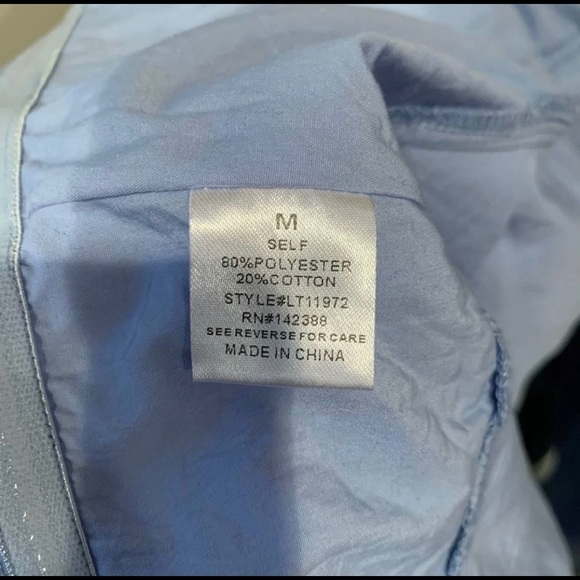 M
SELF
80%POLYESTER
20%COTTON
STYLE#LT11972
RN#142388
SEE REVERSE FOR CARE
MADE IN CHINA